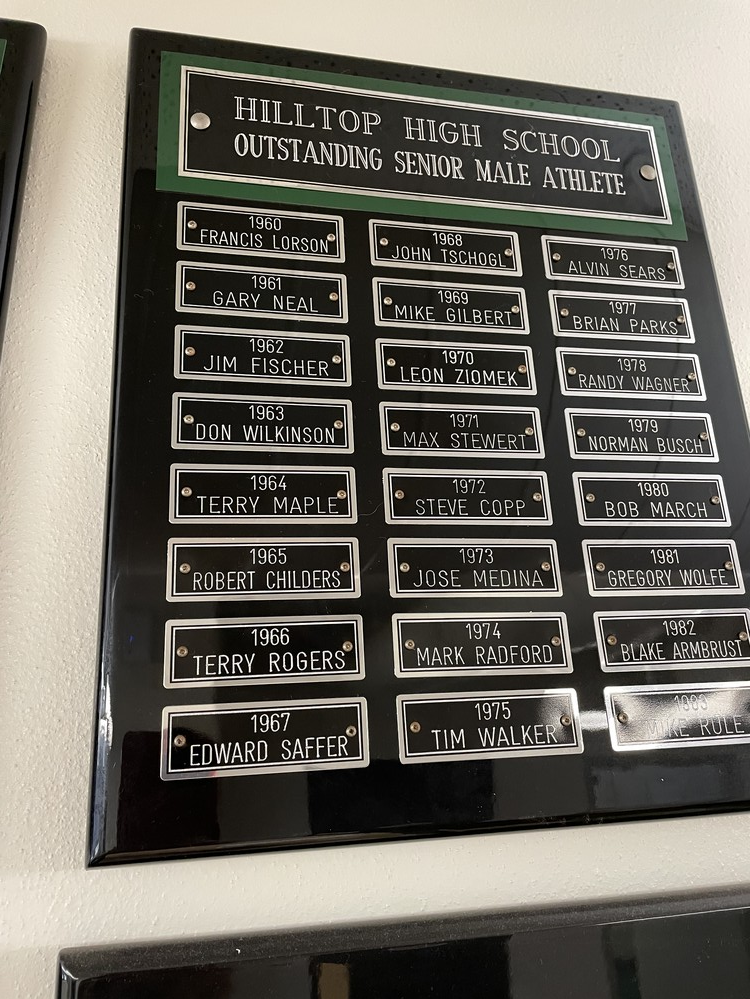 HILLTOP HIGH SCHOOL
OUTSTANDING SENIOR MALE ATHLETE
1960
FRANCIS LORSON
1961
GARY NEAL
1962
JIM FISCHER
1963
DON WILKINSON
1964
TERRY MAPLE
1965
ROBERT CHILDERS
1966
TERRY ROGERS
1967
EDWARD SAFFER
1968
JOHN TSCHOGL
1969
MIKE GILBERT
1970
LEON ZIOMEK
1971
MAX STEWERT
1972
STEVE COPP
1973
JOSE MEDINA
1974
MARK RADFORD
1975
TIM WALKER
1976
ALVIN SEARS
1977
BRIAN PARKS
1978
RANDY WAGNER
1979
NORMAN BUSCH
1980
BOB MARCH
1981
GREGORY WOLFE
1982
BLAKE ARMBRUST
1983
MIKE RULE